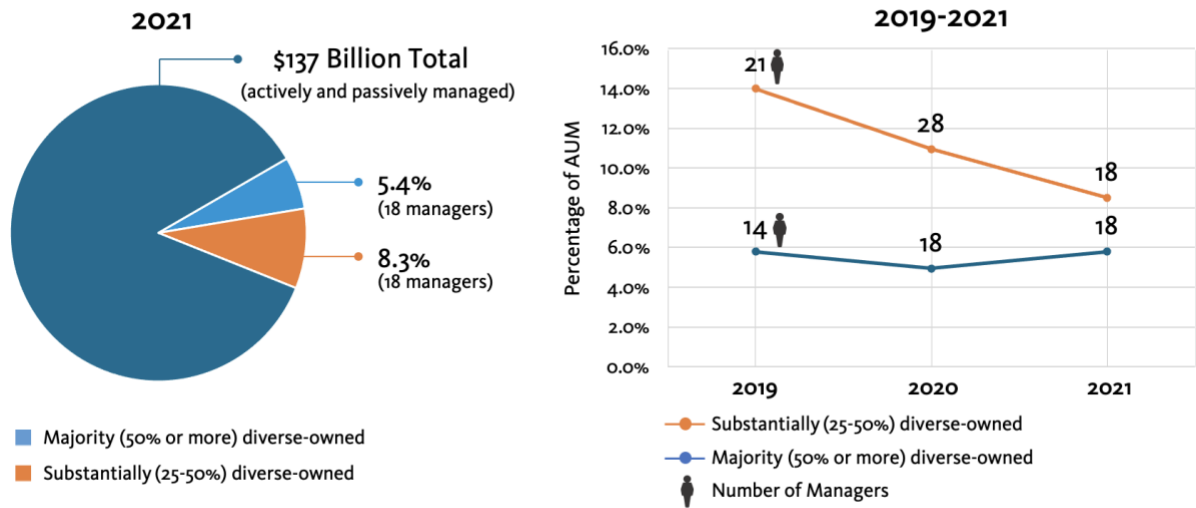 2021
$137 Billion Total
(actively and passively managed)
5.4%
(18 managers)
8.3%
(18 managers)
Majority (50% or more) diverse-owned
Substantially (25-50%) diverse-owned
2019-2021
Percentage of AUM
16.0%
14.0%
12.0%
10.0%
8.0%
6.0%
4.0%
2.0%
0.0%
21
28
18
14
18
18
2019
2020
2021
Substantially (25-50%) diverse-owned
Majority (50% or more) diverse-owned
Number of Managers